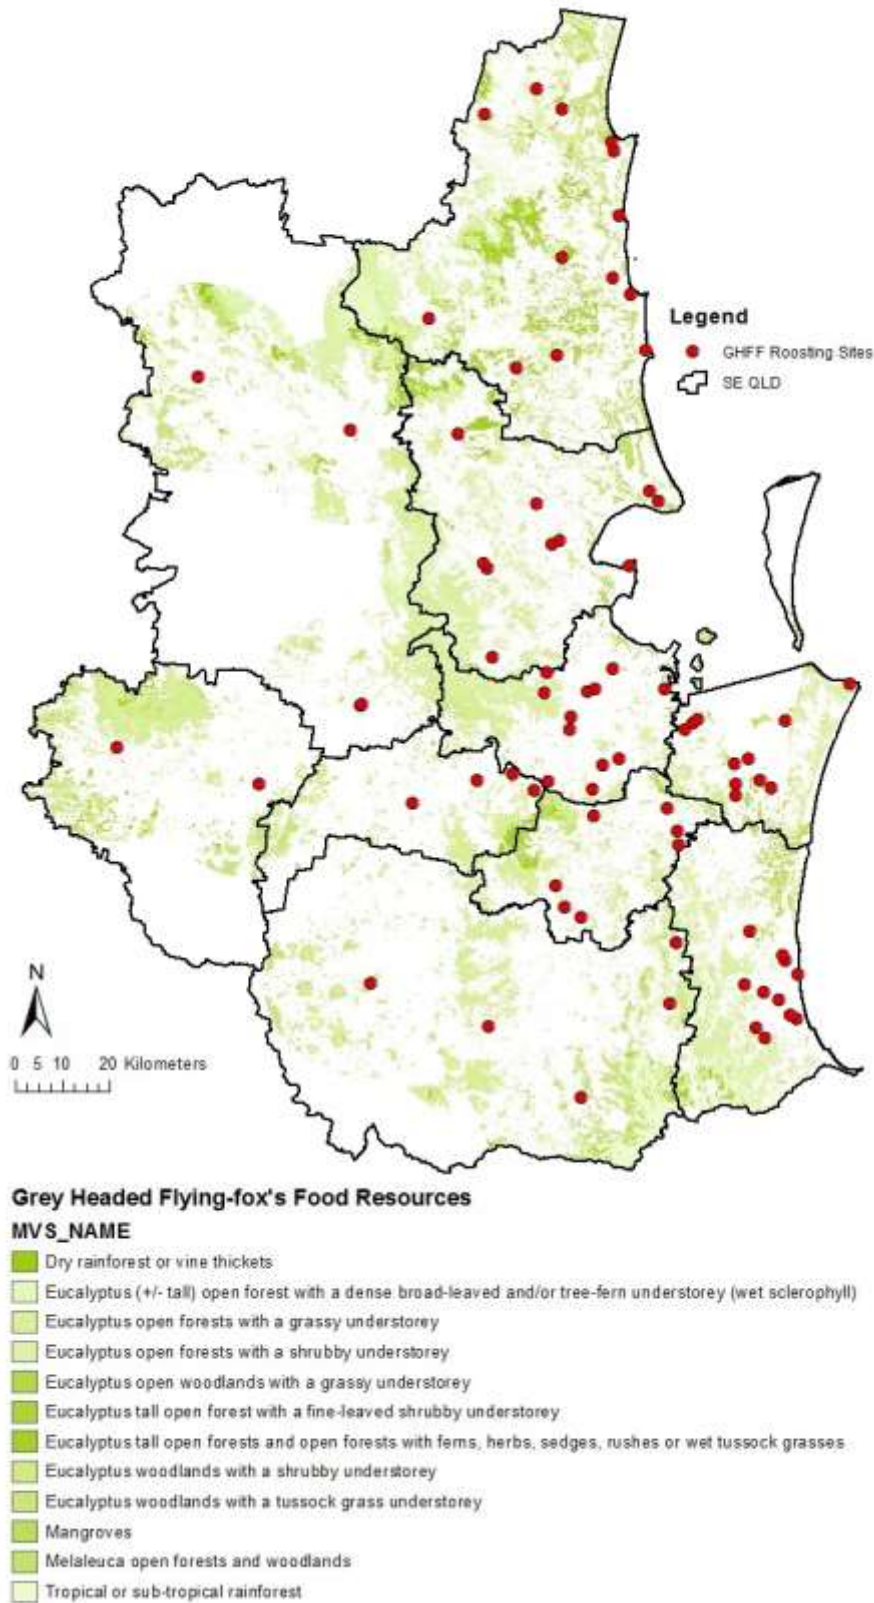 Legend
GHFF Roosting Sites
SE QLD
N
0 5 10 20 Kilometers
Grey Headed Flying-fox's Food Resources
MVS_NAME
Dry rainforest or vine thickets
Eucalyptus (+/- tall) open forest with a dense broad-leaved and/or tree-fern understorey (wet sclerophyll)
Eucalyptus open forests with a grassy understorey
Eucalyptus open forests with a shrubby understorey
Eucalyptus open woodlands with a grassy understorey
Eucalyptus tall open forest with a fine-leaved shrubby understorey
Eucalyptus tall open forests and open forests with ferns, herbs, sedges, rushes or wet tussock grasses
Eucalyptus woodlands with a shrubby understorey
Eucalyptus woodlands with a tussock grass understorey
Mangroves
Melaleuca open forests and woodlands
Tropical or sub-tropical rainforest